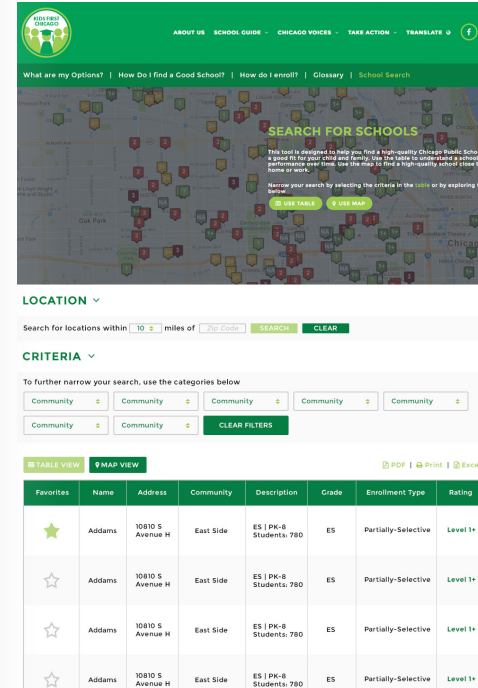 KIDS FIRST
CHICAGO
ABOUT US SCHOOL GUIDE CHICAGO VOICES TAKE ACTION TRANSLATE
What are my Options? | How Do I find a Good School? | How do I enroll? | Glossary | School Search
SEARCH FOR SCHOOLS
This tool is designed to help you find a high-quality Chicago Public Schoo
a good fit for your child and family. Use the table to understand a school
performance over time. Use the map to find a high-quality school close t
home or work.
Narrow your search by selecting the criteria in the table or by exploring t
below
USE TABLE USE MAP
Oak Park
Chicag
LOCATION
Search for locations within 10 miles of Zip Code SEARCH CLEAR
CRITERIA
To further narrow your search, use the categories below
Community Community Community Community Community
Community Community CLEAR FILTERS
TABLE VIEW MAP VIEW PDF | Print | Exce
Favorites Name Address Community Description Grade Enrollment Type Rating
Addams 10810 S Avenue H East Side ES | PK-8 Students: 780 ES Partially-Selective Level 1+
Addams 10810 S Avenue H East Side ES | PK-8 Students: 780 ES Partially-Selective Level 1+
Addams 10810 S Avenue H East Side ES | PK-8 Students: 780 ES Partially-Selective Level 1+
Addams 10810 S Avenue H East Side ES | PK-8 Students: 780 ES Partially-Selective Level 1+